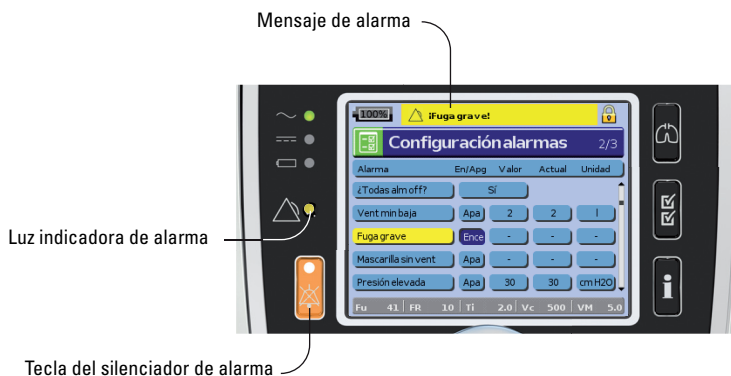 Mensaje de alarma
100%
¡Fuga grave!
Configuración alarmas 2/3
Alarma En/Apg Valor Actual Unidad
¿Todas alm off? Sí
Vent min baja Apa 2 2 l
Fuga grave Ence - - -
Mascarilla sin vent Apa - - -
Presión elevada Apa 30 30 cm H2O
Fu 41 FR 10 Ti 2.0 Vc 500 VM 5.0
Luz indicadora de alarma
Tecla del silenciador de alarma